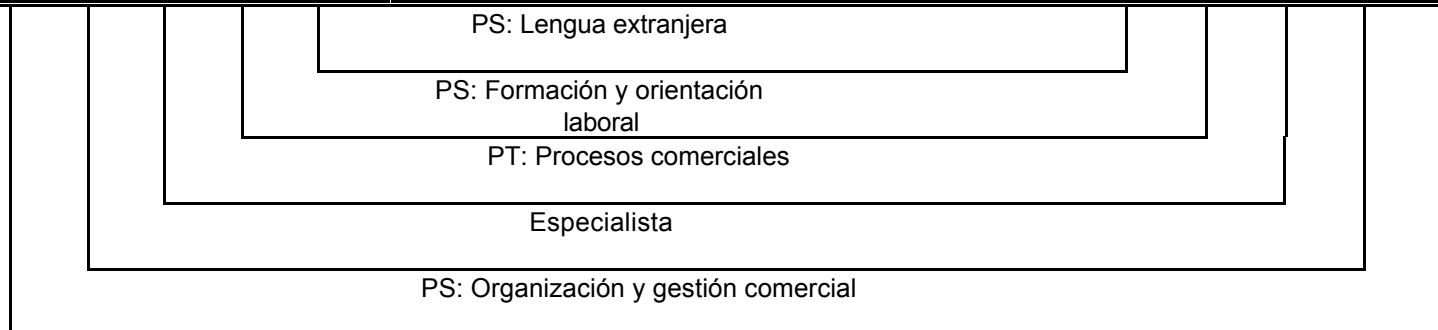 PS: Lengua extranjera
PS: Formación y orientación
laboral
PT: Procesos comerciales
Especialista
PS: Organización y gestión comercial